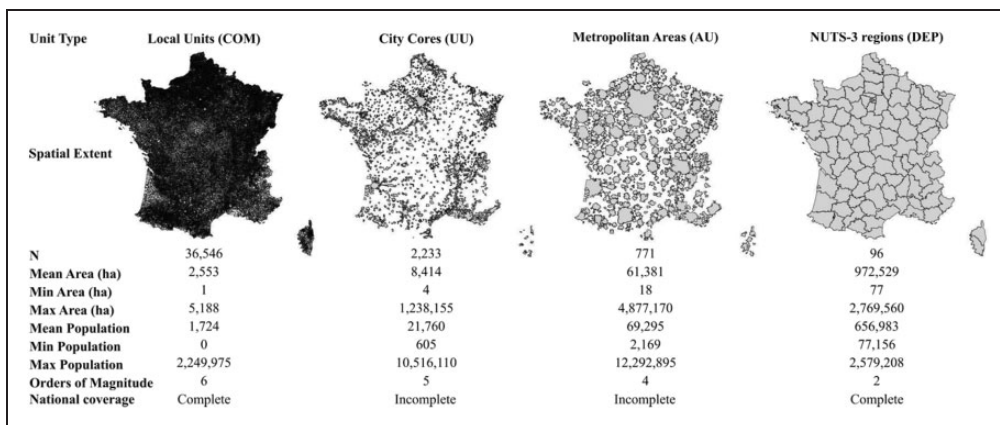 Unit Type Local Units (COM) City Cores (UU) Metropolitan Areas (AU) NUTS-3 regions (DEP)
Spatial Extent
N 36,546 2,233 771 96
Mean Area (ha) 2,553 8,414 61,381 972,529
Min Area (ha) 1 4 18 77
Max Area (ha) 5,188 1,238,155 4,877,170 2,769,560
Mean Population 1,724 21,760 69,295 656,983
Min Population 0 605 2,169 77,156
Max Population 2,249,975 10,516,110 12,292,895 2,579,208
Orders of Magnitude 6 5 4 2
National coverage Complete Incomplete Incomplete Complete